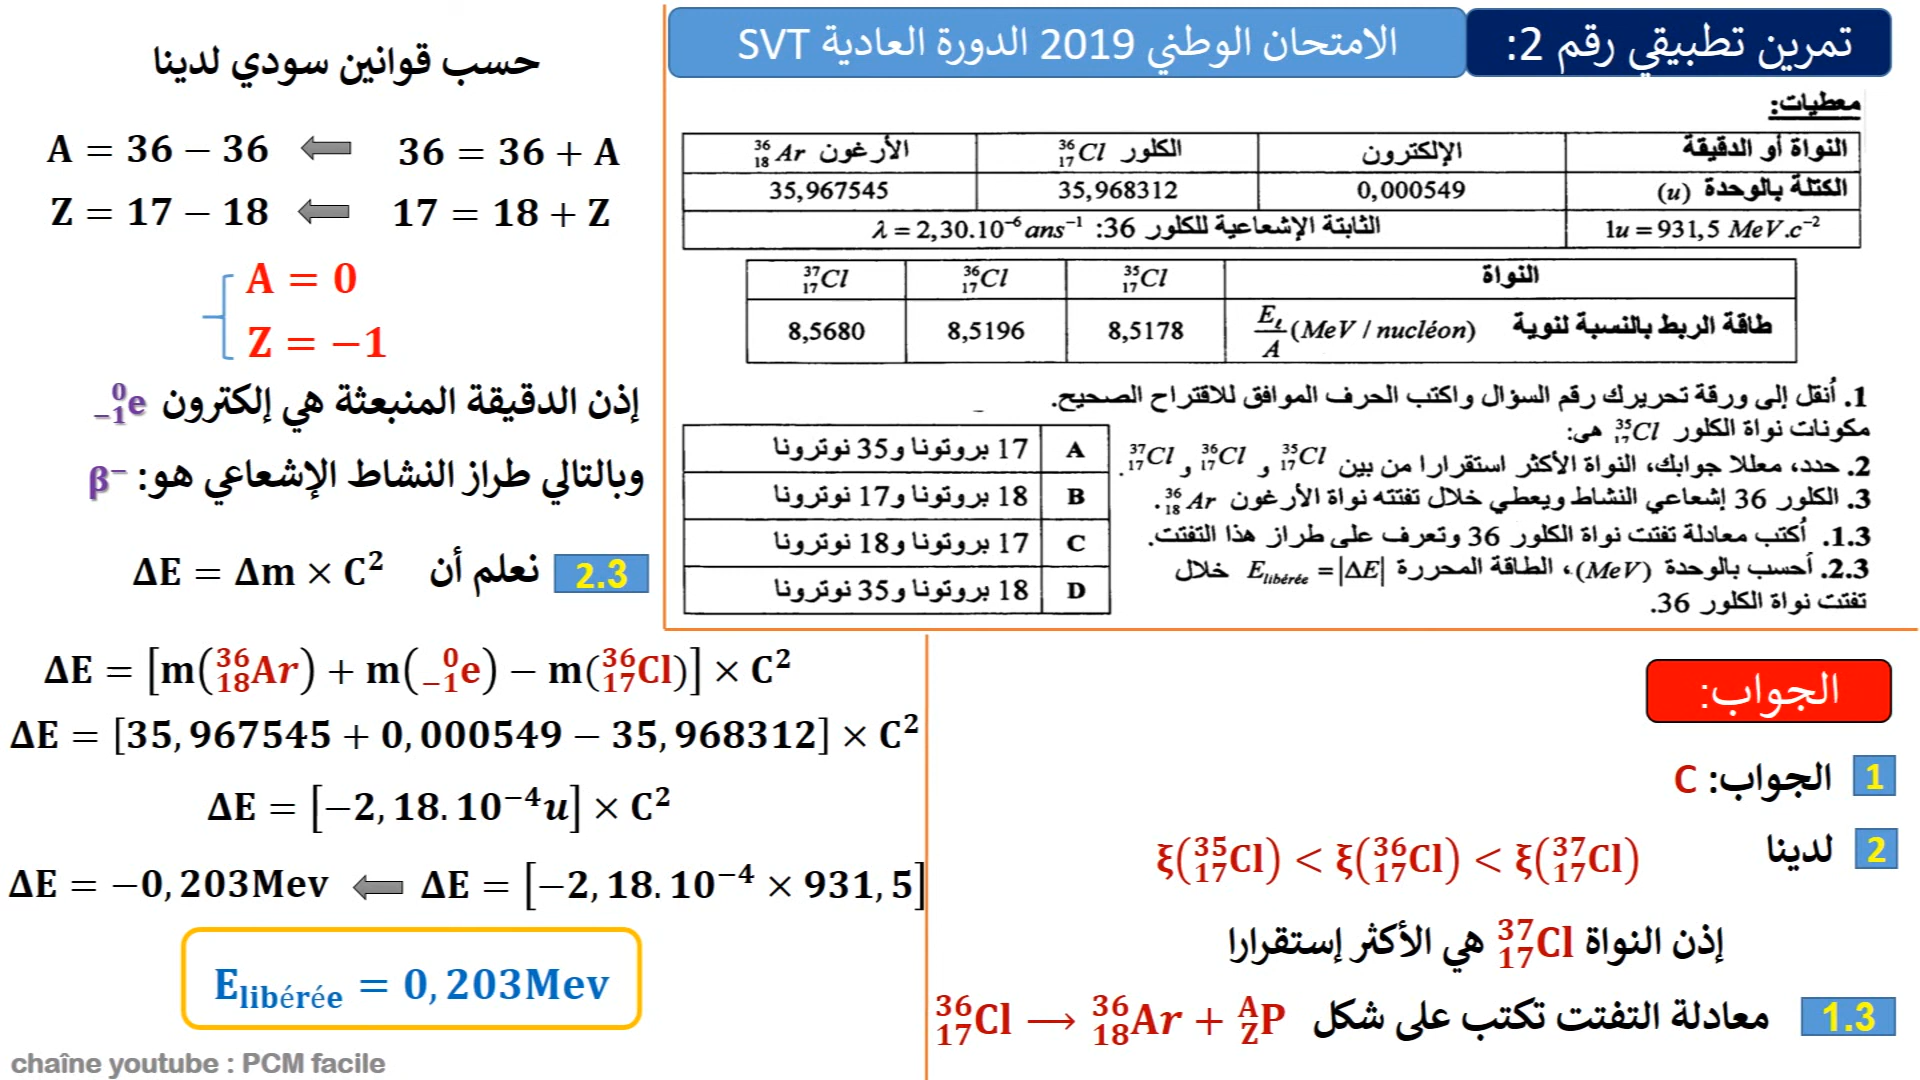 تمرين تطبيقي رقم 2: الامتحان الوطني 2019 الدورة العادية SVT
معطيات:
النواة أو الدقيقة | الإلكترون | الكلور ³⁶₁₇Cl | الأرغون ³⁶₁₈Ar
الكتلة بالوحدة (u) | 0,000549 | 35,968312 | 35,967545
1u = 931,5 MeV.c⁻² | الثابتة الإشعاعية للكلور 36: λ = 2,30.10⁻⁶ ans⁻¹
النواة | ³⁵₁₇Cl | ³⁶₁₇Cl | ³⁷₁₇Cl
طاقة الربط بالنسبة لنوية Eℓ/A (MeV / nucléon) | 8,5178 | 8,5196 | 8,5680
1. أنقل إلى ورقة تحريرك رقم السؤال واكتب الحرف الموافق للاقتراح الصحيح.
مكونات نواة الكلور ³⁵₁₇Cl هي:
A | 17 بروتونا و35 نوترونا
B | 18 بروتونا و17 نوترونا
C | 17 بروتونا و18 نوترونا
D | 18 بروتونا و35 نوترونا
2. حدد، معللا جوابك، النواة الأكثر استقرارا من بين ³⁵₁₇Cl و ³⁶₁₇Cl و ³⁷₁₇Cl.
3. الكلور 36 إشعاعي النشاط ويعطي خلال تفتته نواة الأرغون ³⁶₁₈Ar.
1.3. أكتب معادلة تفتت نواة الكلور 36 وتعرف على طراز هذا التفتت.
2.3. أحسب بالوحدة (MeV)، الطاقة المحررة E_libérée = |ΔE| خلال
تفتت نواة الكلور 36.
الجواب:
1 الجواب: C
2 لدينا ξ(³⁵₁₇Cl) < ξ(³⁶₁₇Cl) < ξ(³⁷₁₇Cl)
إذن النواة ³⁷₁₇Cl هي الأكثر إستقرارا
1.3 معادلة التفتت تكتب على شكل ³⁶₁₇Cl ⟶ ³⁶₁₈Ar + ᴬ_ZP
حسب قوانين سودي لدينا
36 = 36 + A ⇐ A = 36 − 36
17 = 18 + Z ⇐ Z = 17 − 18
A = 0
Z = −1
إذن الدقيقة المنبعثة هي إلكترون ⁰₋₁e
وبالتالي طراز النشاط الإشعاعي هو: β⁻
2.3 نعلم أن ΔE = Δm × C²
ΔE = [m(³⁶₁₈Ar) + m(⁰₋₁e) − m(³⁶₁₇Cl)] × C²
ΔE = [35,967545 + 0,000549 − 35,968312] × C²
ΔE = [−2,18. 10⁻⁴u] × C²
ΔE = [−2,18. 10⁻⁴ × 931,5] ⇐ ΔE = −0,203Mev
E_libérée = 0,203Mev
chaîne youtube : PCM facile